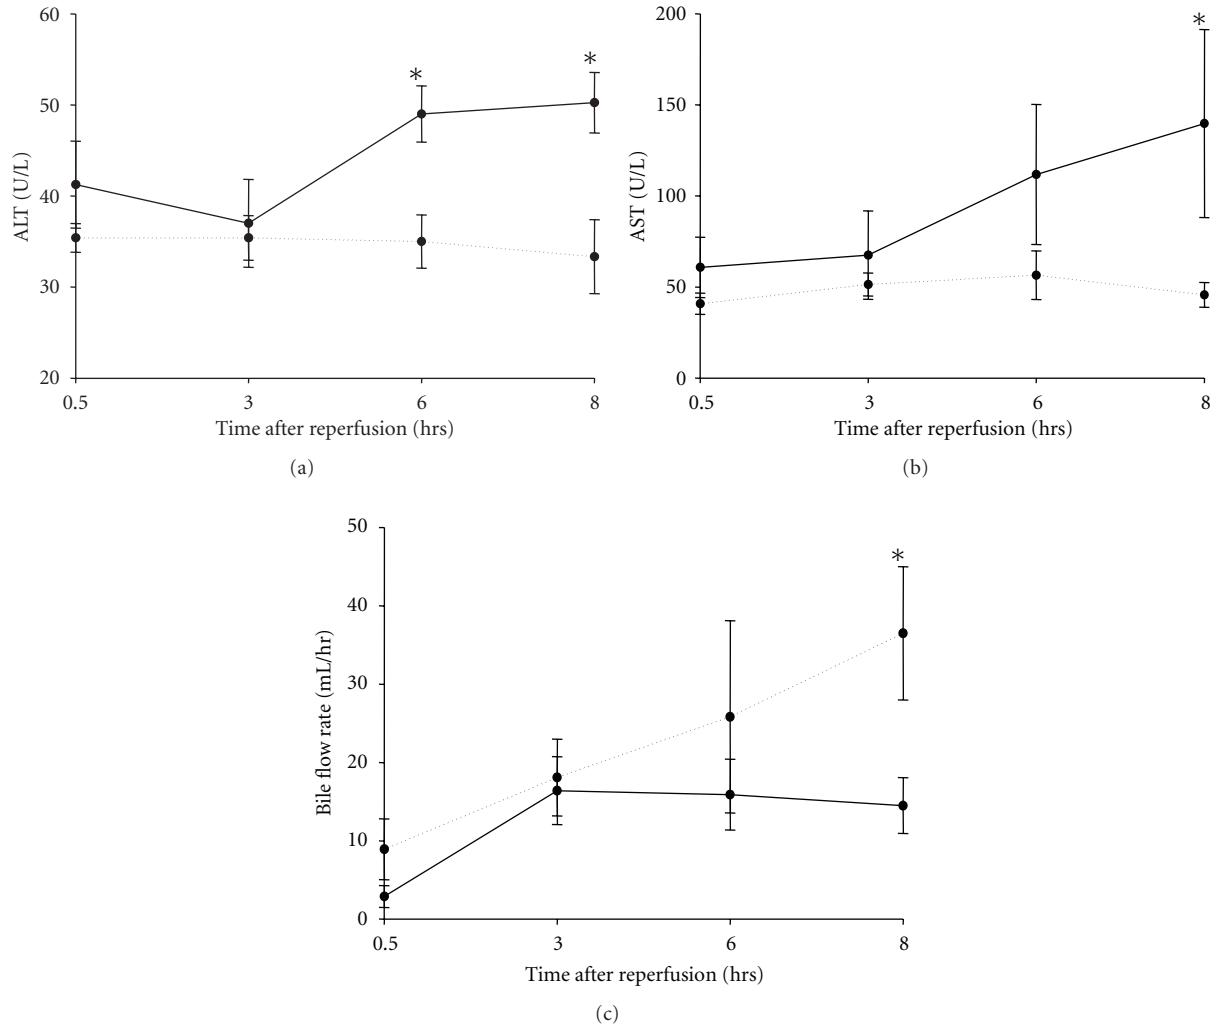 60
50
40
30
20
ALT (U/L)
*
*
0.5 3 6 8
Time after reperfusion (hrs)
(a)
200
150
100
50
0
AST (U/L)
*
0.5 3 6 8
Time after reperfusion (hrs)
(b)
50
40
30
20
10
0
Bile flow rate (mL/hr)
*
0.5 3 6 8
Time after reperfusion (hrs)
(c)